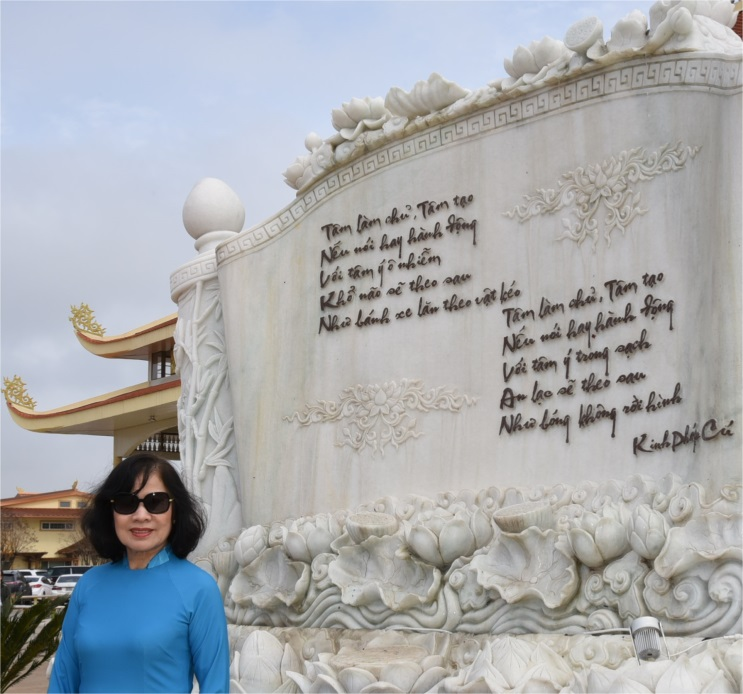 Tâm làm chủ, Tâm tạo
Nếu nói hay hành động
Với tâm ý ô nhiễm
Khổ não sẽ theo sau
Như bánh xe lăn theo vật kéo
Tâm làm chủ, Tâm tạo
Nếu nói hay hành động
Với tâm ý trong sạch
An lạc sẽ theo sau
Như bóng không rời hình
Kinh Pháp Cú